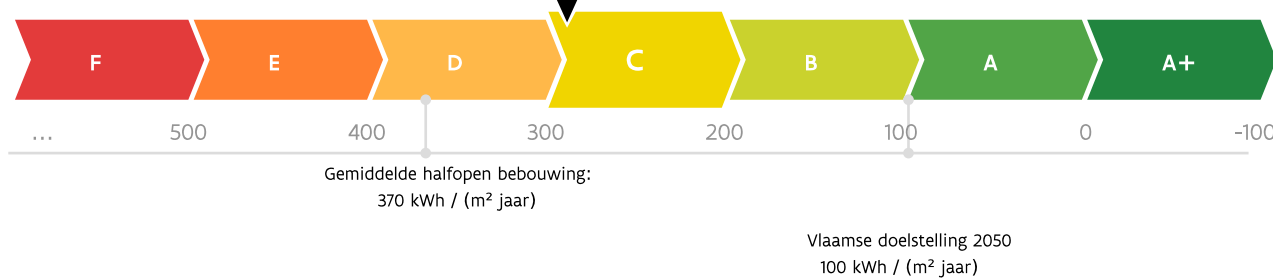 F E D C B A A+
... 500 400 300 200 100 0 -100
Gemiddelde halfopen bebouwing:
370 kWh / (m² jaar)
Vlaamse doelstelling 2050
100 kWh / (m² jaar)